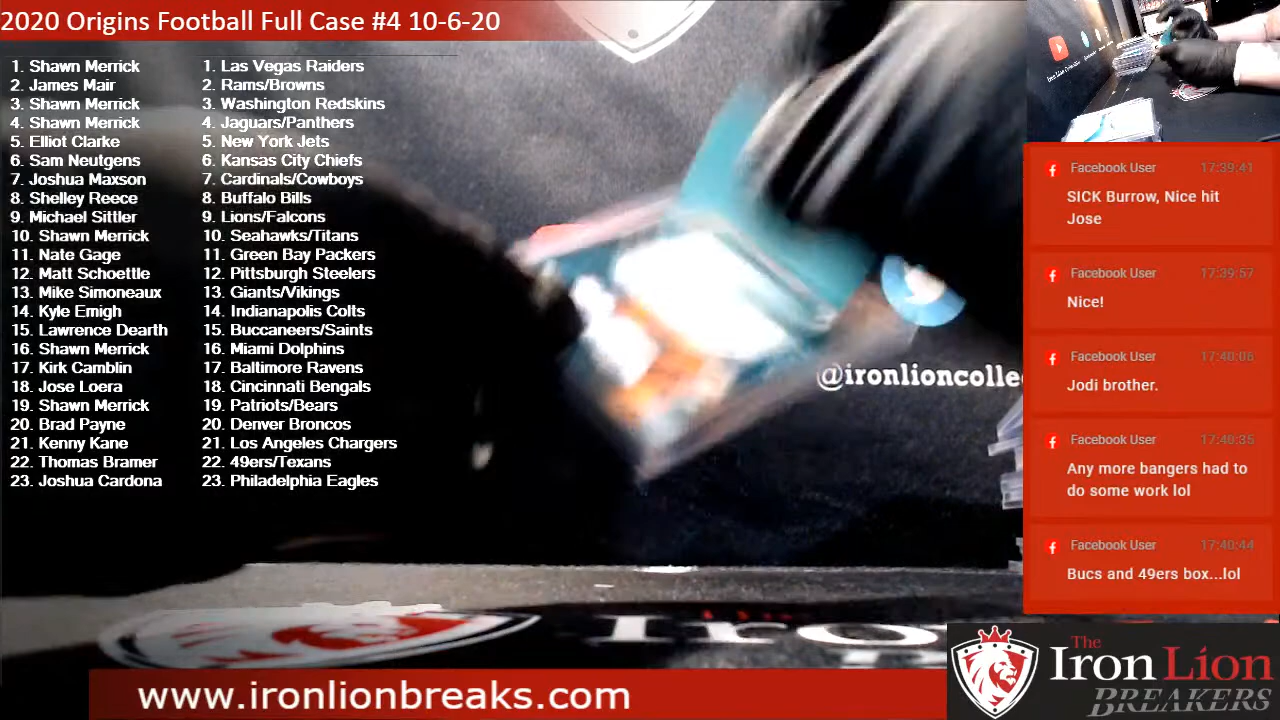 2020 Origins Football Full Case #4 10-6-20
1. Shawn Merrick
2. James Mair
3. Shawn Merrick
4. Shawn Merrick
5. Elliot Clarke
6. Sam Neutgens
7. Joshua Maxson
8. Shelley Reece
9. Michael Sittler
10. Shawn Merrick
11. Nate Gage
12. Matt Schoettle
13. Mike Simoneaux
14. Kyle Emigh
15. Lawrence Dearth
16. Shawn Merrick
17. Kirk Camblin
18. Jose Loera
19. Shawn Merrick
20. Brad Payne
21. Kenny Kane
22. Thomas Bramer
23. Joshua Cardona
1. Las Vegas Raiders
2. Rams/Browns
3. Washington Redskins
4. Jaguars/Panthers
5. New York Jets
6. Kansas City Chiefs
7. Cardinals/Cowboys
8. Buffalo Bills
9. Lions/Falcons
10. Seahawks/Titans
11. Green Bay Packers
12. Pittsburgh Steelers
13. Giants/Vikings
14. Indianapolis Colts
15. Buccaneers/Saints
16. Miami Dolphins
17. Baltimore Ravens
18. Cincinnati Bengals
19. Patriots/Bears
20. Denver Broncos
21. Los Angeles Chargers
22. 49ers/Texans
23. Philadelphia Eagles
@ironlioncolle
Facebook User 17:39:41
SICK Burrow, Nice hit
Jose
Facebook User 17:39:57
Nice!
Facebook User 17:40:06
Jodi brother.
Facebook User 17:40:35
Any more bangers had to
do some work lol
Facebook User 17:40:44
Bucs and 49ers box...lol
Iro
www.ironlionbreaks.com
The
Iron Lion
BREAKERS